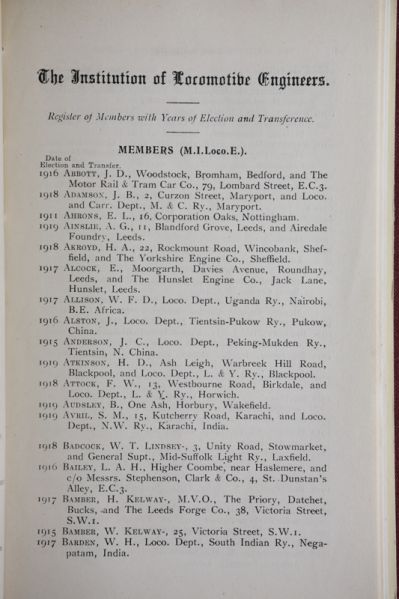 The Institution of Locomotive Engineers.
Register of Members with Years of Election and Transference.
MEMBERS (M.I.Loco.E.).
Date of
Election and Transfer.
1916 Abbott, J. D., Woodstock, Bromham, Bedford, and The
Motor Rail & Tram Car Co., 79, Lombard Street, E.C.3.
1918 Adamson, J. B., 2, Curzon Street, Maryport, and Loco.
and Carr. Dept., M. & C. Ry., Maryport.
1911 Ahrons, E. L., 16, Corporation Oaks, Nottingham.
1919 Ainslie, A. G., 11, Blandford Grove, Leeds, and Airedale
Foundry, Leeds.
1918 Akroyd, H. A., 22, Rockmount Road, Wincobank, Shef-
field, and The Yorkshire Engine Co., Sheffield.
1917 Alcock, E., Moorgarth, Davies Avenue, Roundhay,
Leeds, and The Hunslet Engine Co., Jack Lane,
Hunslet, Leeds.
1917 Allison, W. F. D., Loco. Dept., Uganda Ry., Nairobi,
B.E. Africa.
1916 Alston, J., Loco. Dept., Tientsin-Pukow Ry., Pukow,
China.
1915 Anderson, J. C., Loco. Dept., Peking-Mukden Ry.,
Tientsin, N. China.
1919 Atkinson, H. D., Ash Leigh, Warbreek Hill Road,
Blackpool, and Loco. Dept., L. & Y. Ry., Blackpool.
1918 Attock, F. W., 13, Westbourne Road, Birkdale, and
Loco. Dept., L. & Y. Ry., Horwich.
1919 Audsley, B., One Ash, Horbury, Wakefield.
1919 Avril, S. M., 15, Kutcherry Road, Karachi, and Loco.
Dept., N.W. Ry., Karachi, India.
1918 Badcock, W. T. Lindsey-, 3, Unity Road, Stowmarket,
and General Supt., Mid-Suffolk Light Ry., Laxfield.
1916 Bailey, L. A. H., Higher Coombe, near Haslemere, and
c/o Messrs. Stephenson, Clark & Co., 4, St. Dunstan's
Alley, E.C.3.
1917 Bamber, H. Kelway-, M.V.O., The Priory, Datchet,
Bucks, and The Leeds Forge Co., 38, Victoria Street,
S.W.1.
1915 Bamber, W. Kelway-, 25, Victoria Street, S.W.1.
1917 Barden, W. H., Loco. Dept., South Indian Ry., Nega-
patam, India.